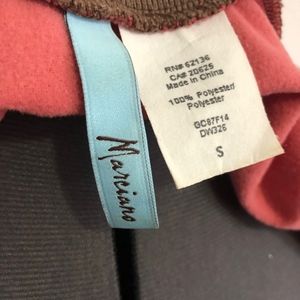 Marciano
RN# 62136
CA# 20625
Made in China
100% Polyester/
Polyester
GC87F14
DW326
S